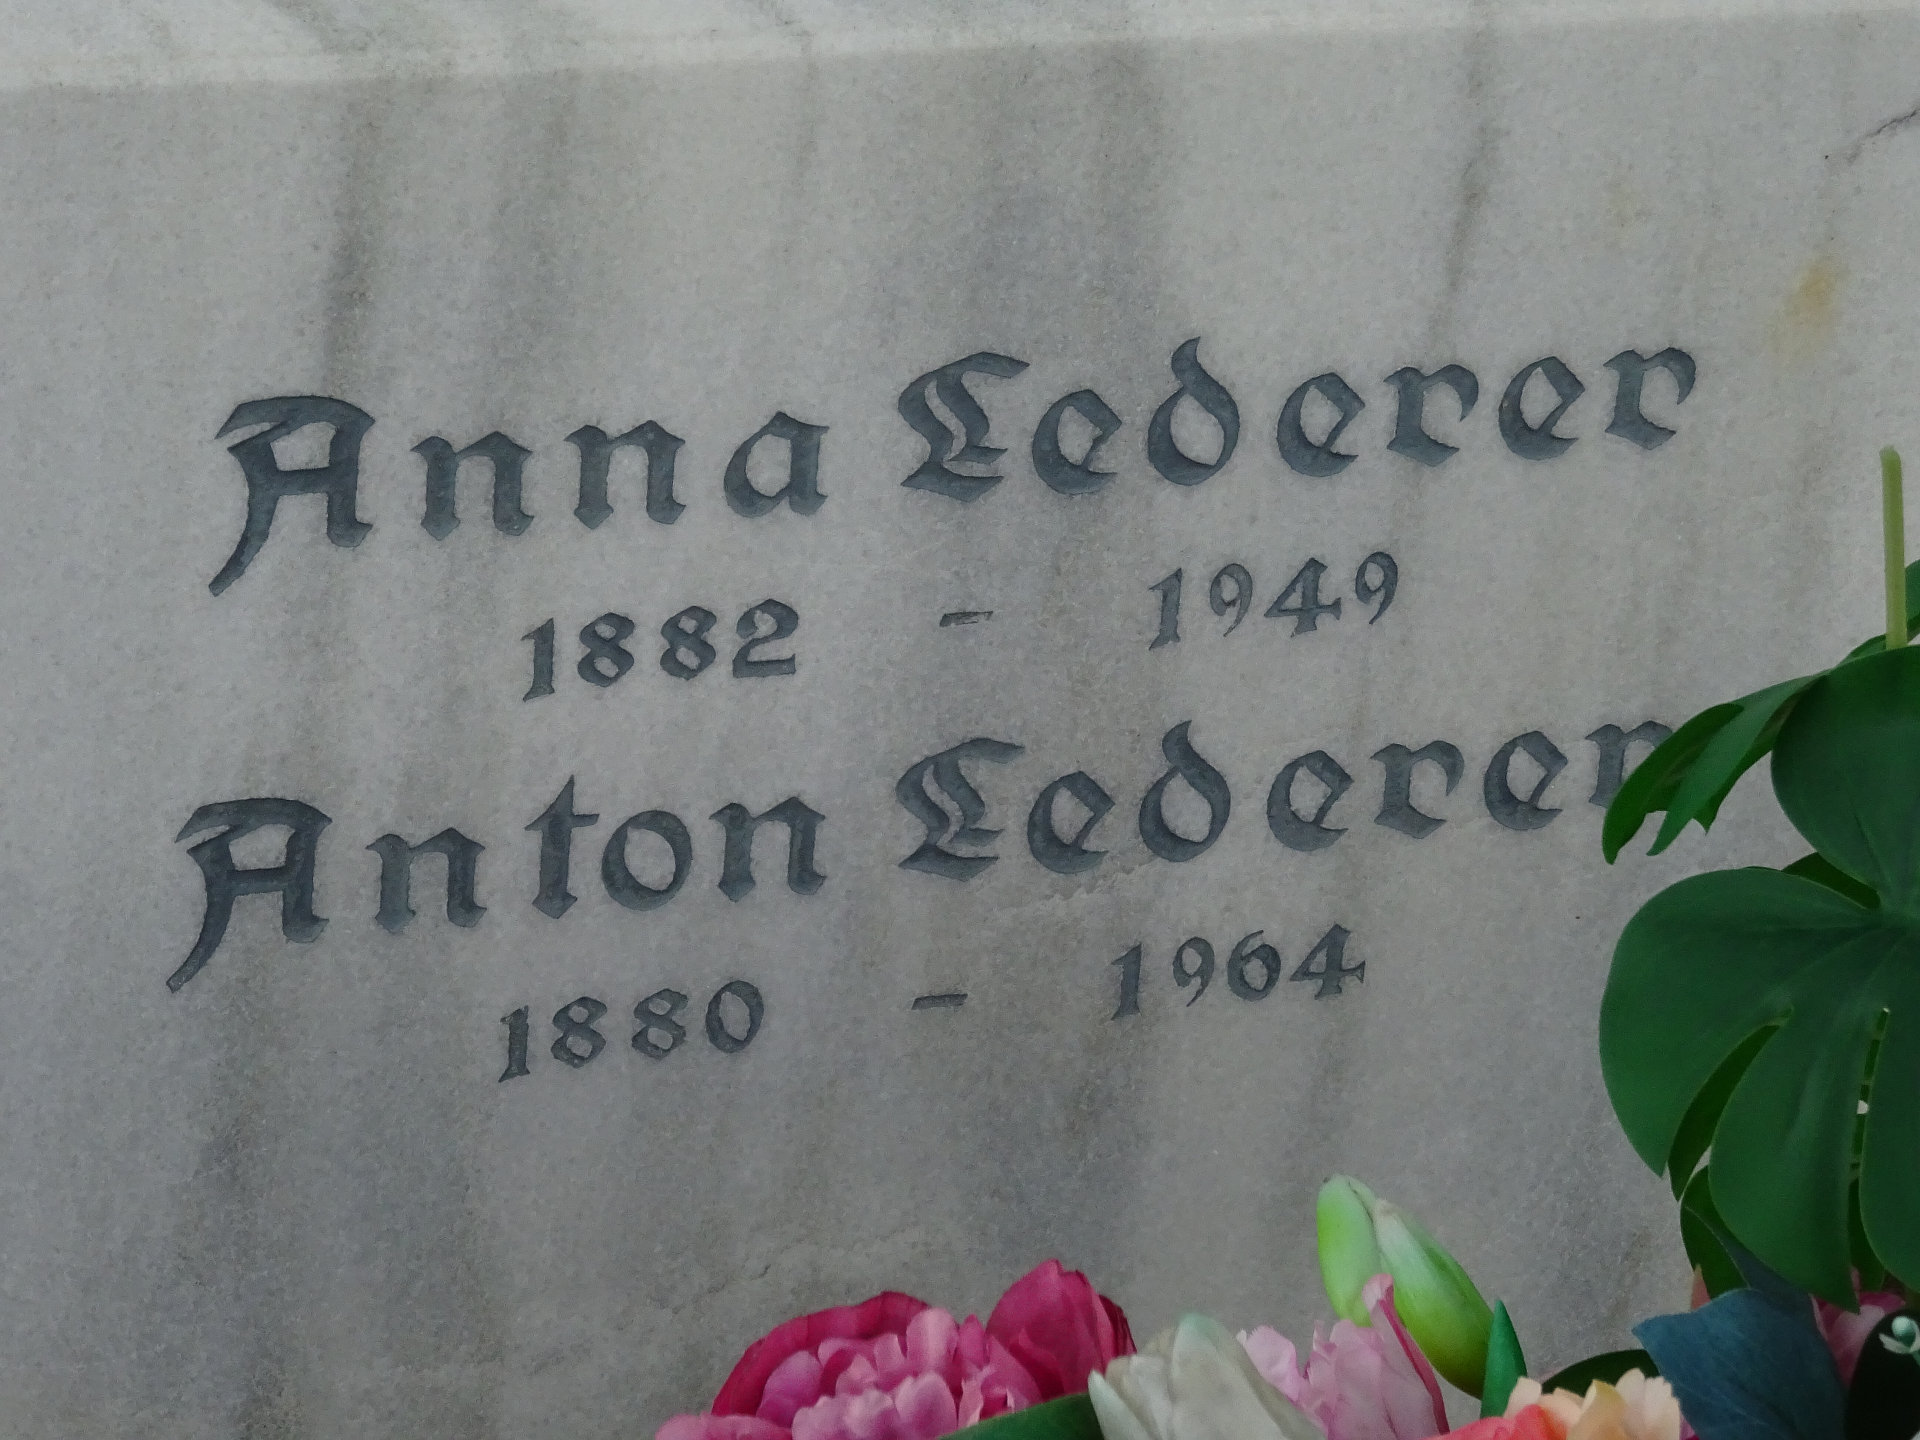 Anna Lederer
1882 – 1949
Anton Lederer
1880 – 1964